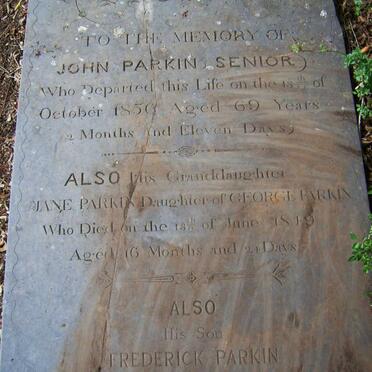 TO THE MEMORY OF
JOHN PARKIN (SENIOR)
Who Departed this Life on the 18th of
October 1850 Aged 69 Years
2 Months and Eleven Days
ALSO His Granddaughter
JANE PARKIN Daughter of GEORGE PARKIN
Who Died on the of June 1849
Aged 16 Months and 24 Days
ALSO
His Son
FREDERICK PARKIN